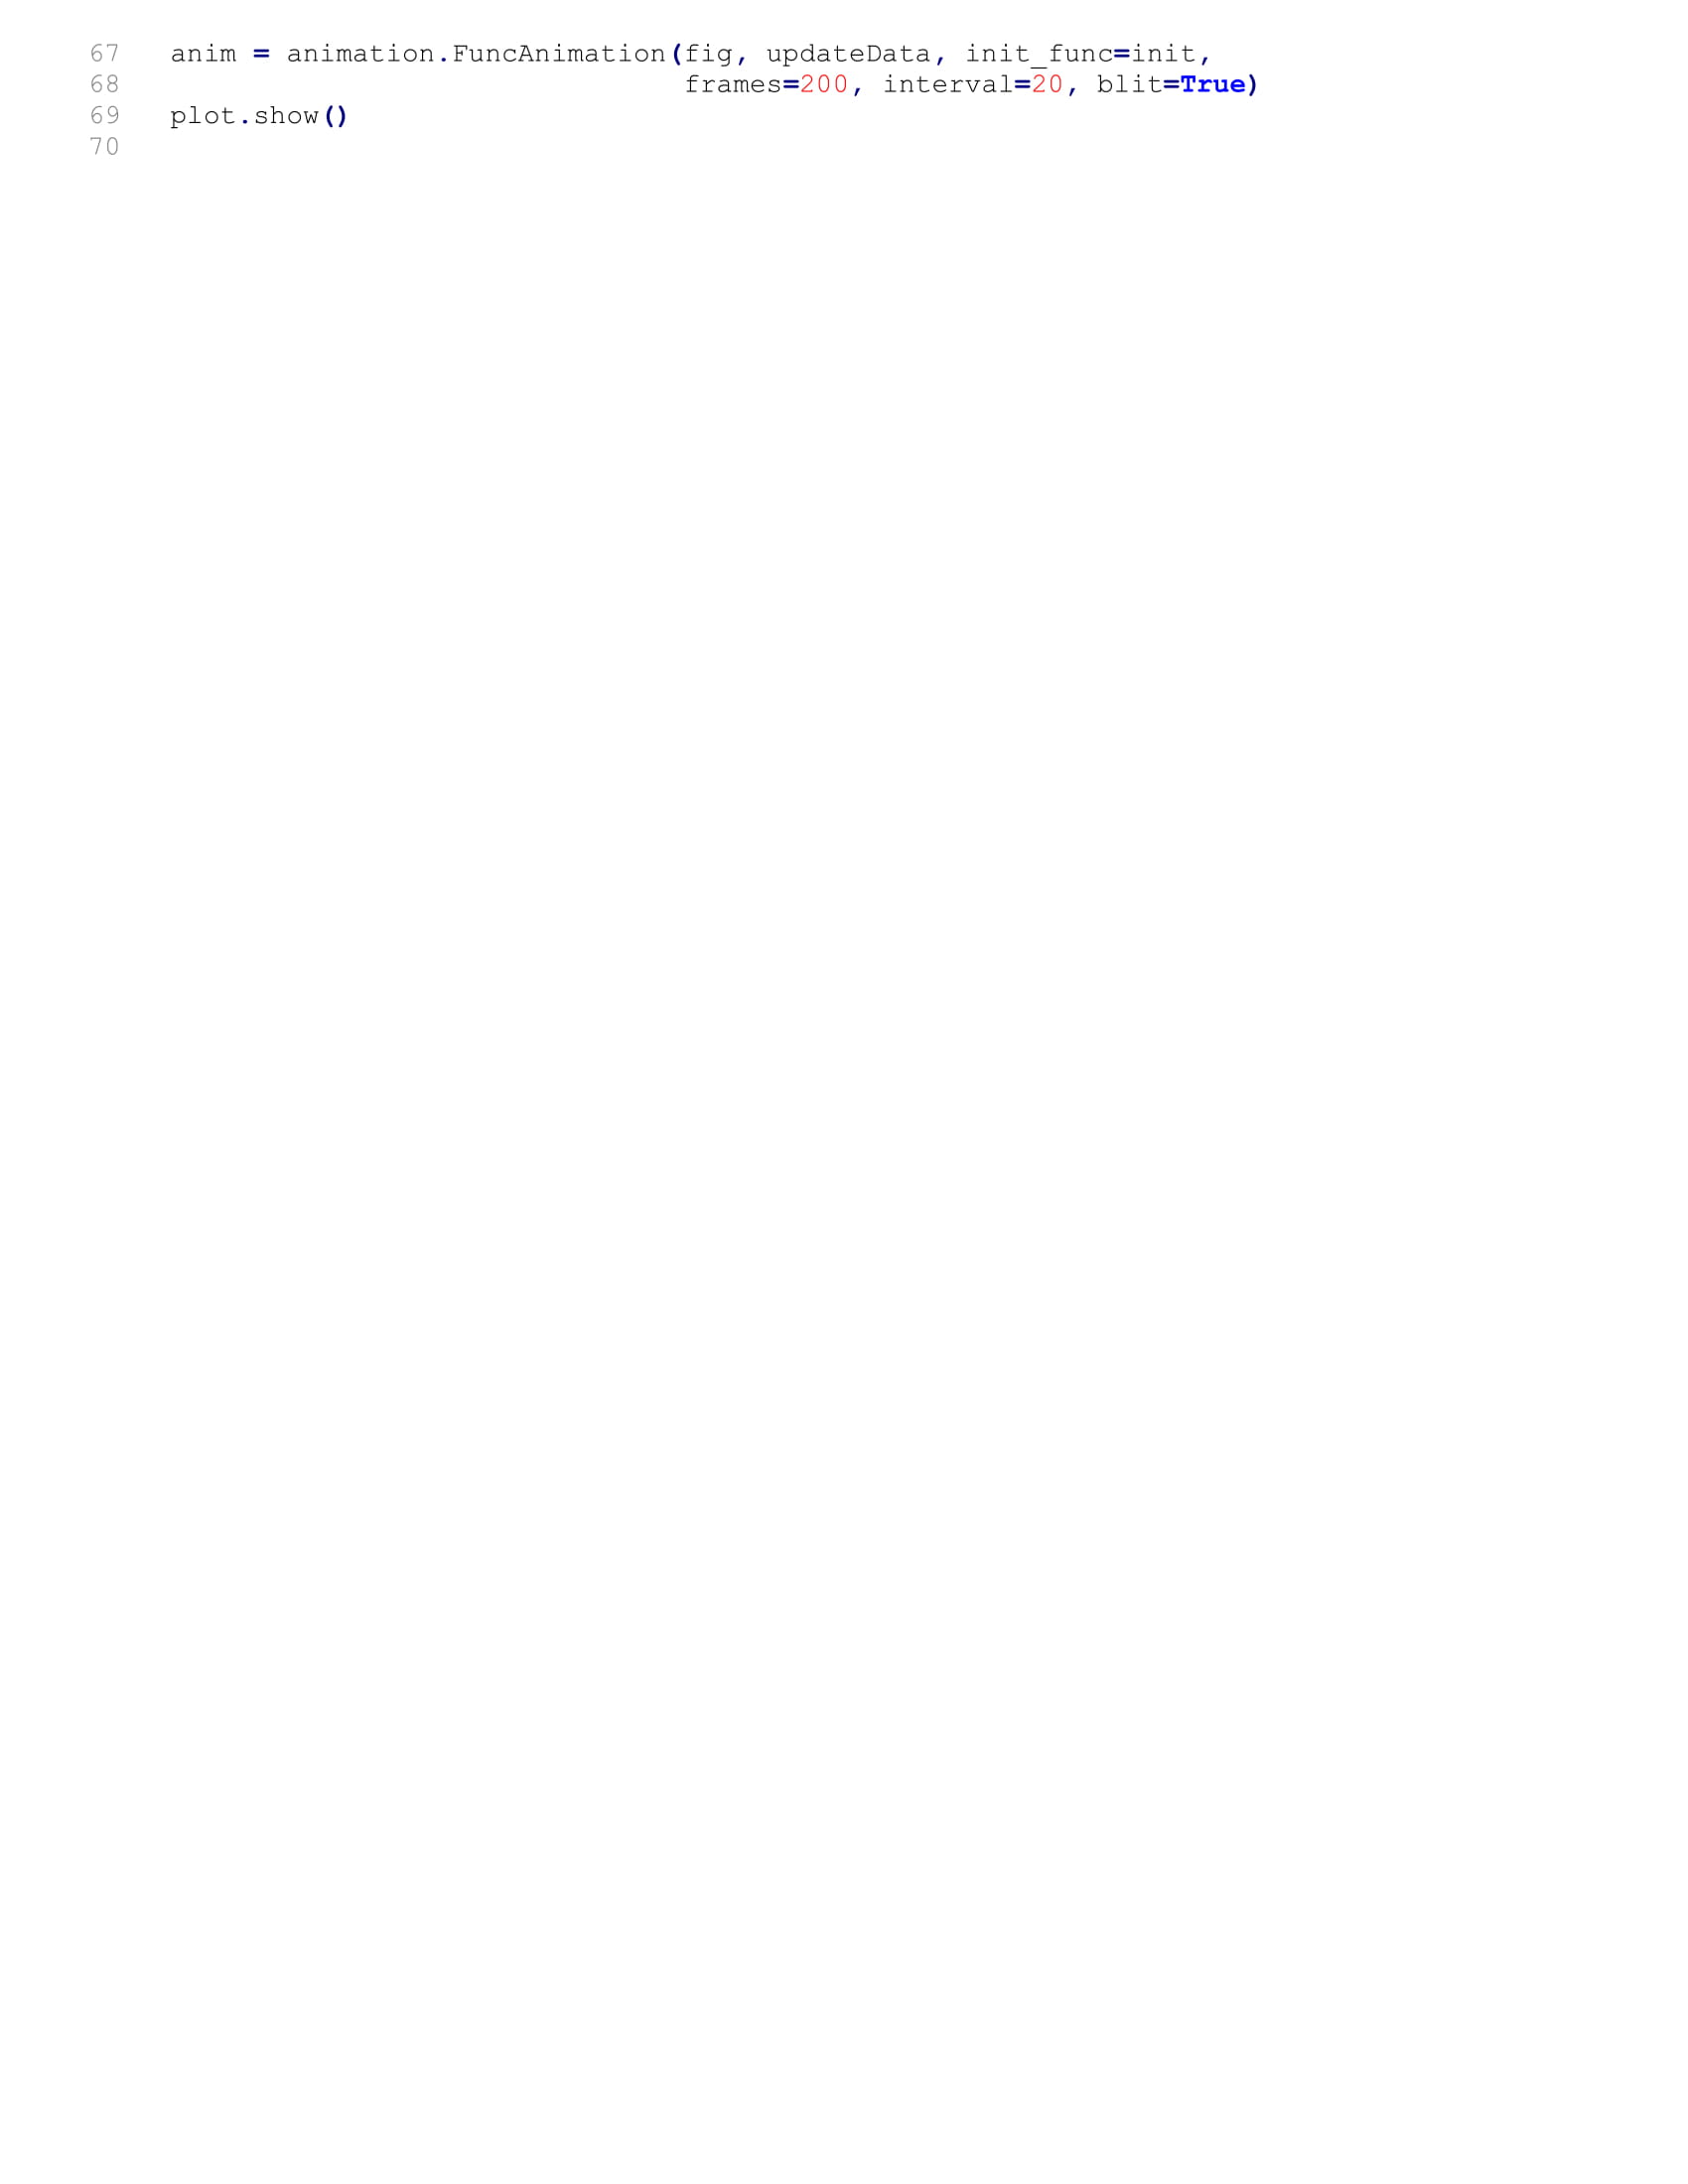 67 anim = animation.FuncAnimation(fig, updateData, init_func=init,
68 frames=200, interval=20, blit=True)
69 plot.show()
70